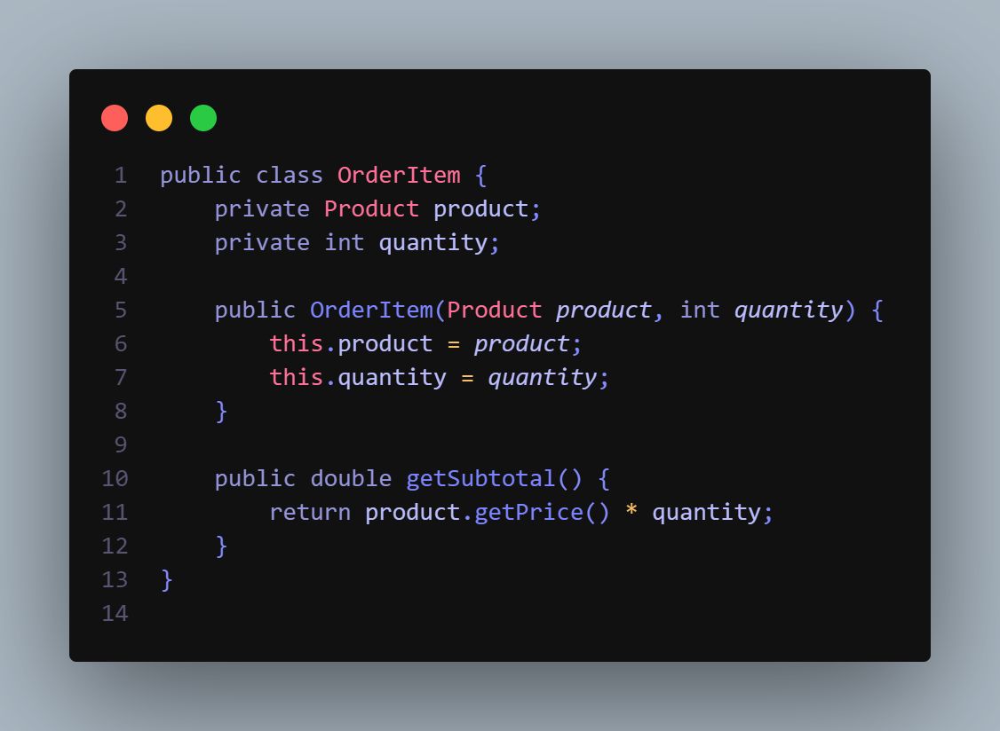 1 public class OrderItem {
2     private Product product;
3     private int quantity;
4
5     public OrderItem(Product product, int quantity) {
6         this.product = product;
7         this.quantity = quantity;
8     }
9
10     public double getSubtotal() {
11         return product.getPrice() * quantity;
12     }
13 }
14